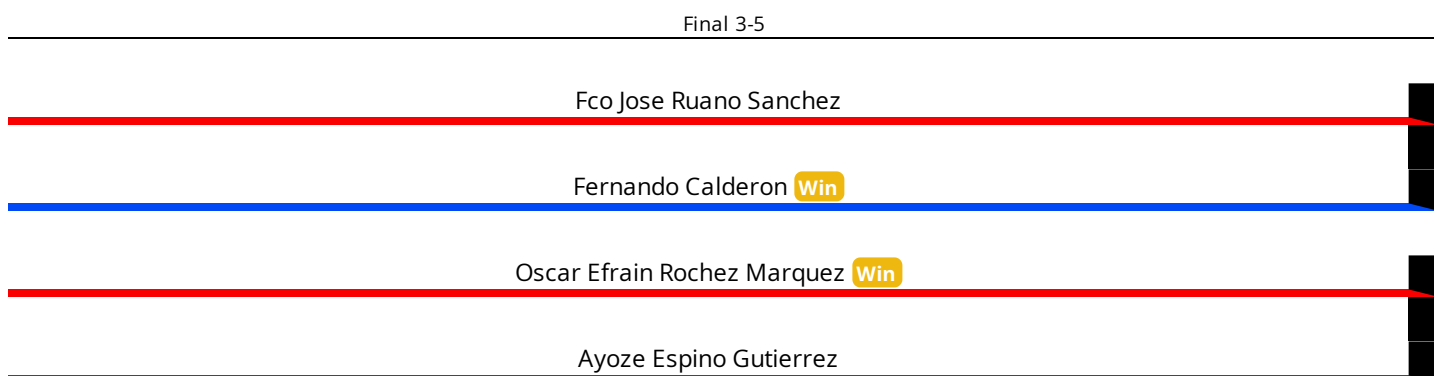 Final 3-5
Fco Jose Ruano Sanchez
Fernando Calderon Win
Oscar Efrain Rochez Marquez Win
Ayoze Espino Gutierrez